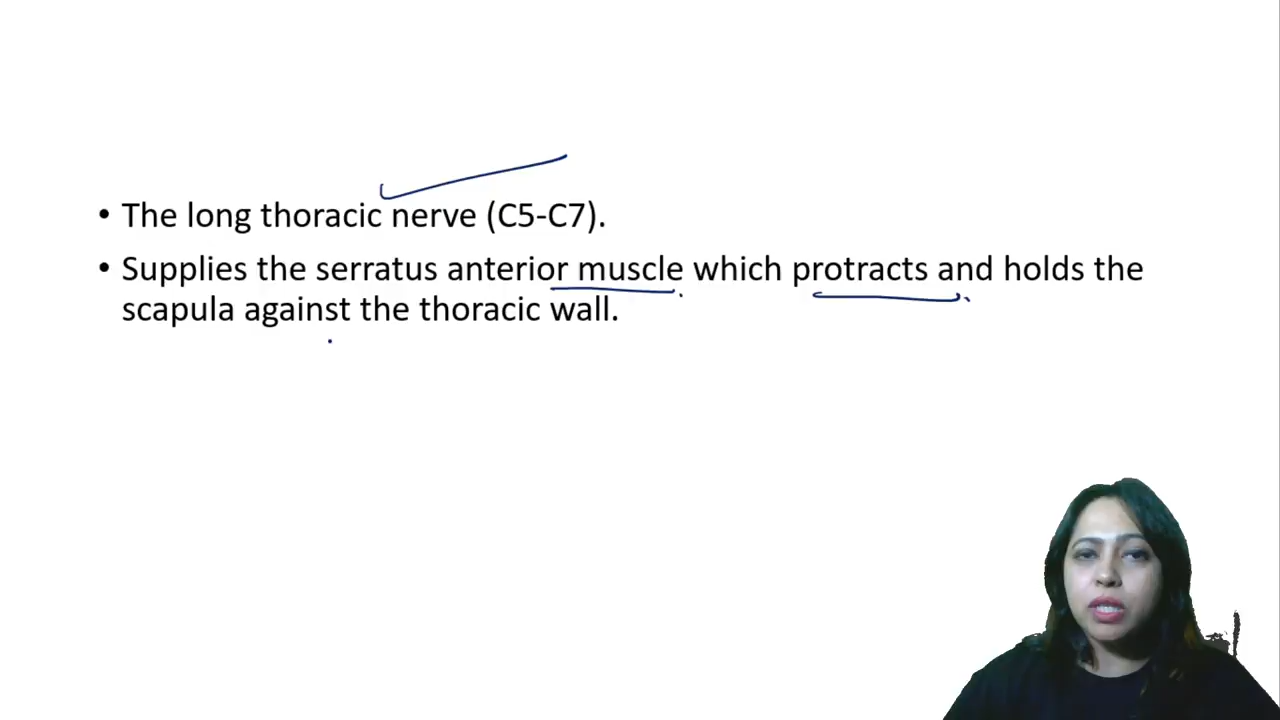 • The long thoracic nerve (C5-C7).
• Supplies the serratus anterior muscle which protracts and holds the
scapula against the thoracic wall.